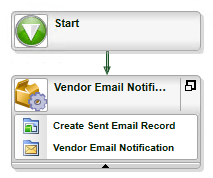 Start
Vendor Email Notifi...
Create Sent Email Record
Vendor Email Notification